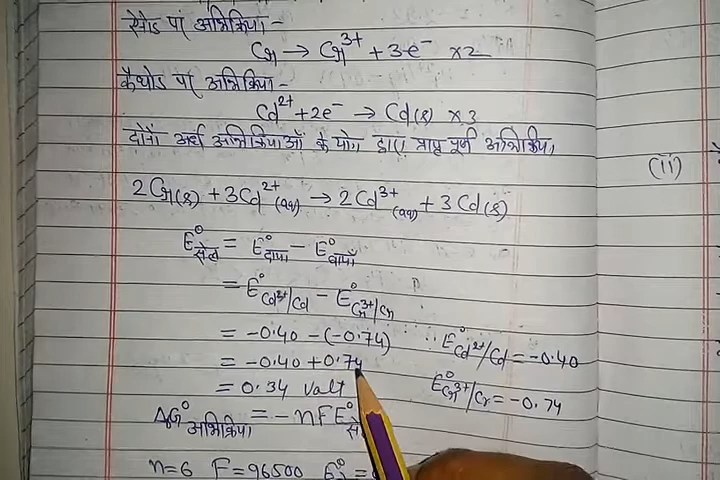 ऐनोड पर अभिक्रिया -
Cr → Cr³⁺ + 3e⁻ ×2
कैथोड पर अभिक्रिया -
Cd²⁺ + 2e⁻ → Cd(s) ×3
दोनों अर्ध अभिक्रियाओं के योग द्वारा प्राप्त पूर्ण अभिक्रिया
(ii)
2Cr(s) + 3Cd²⁺(aq) → 2Cd³⁺(aq) + 3Cd(s)
E°सेल = E°दायां - E°बायाँ
= E°Cd²⁺/Cd - E°Cr³⁺/Cr
= -0.40 - (-0.74) ∵ E°Cd²⁺/Cd = -0.40
= -0.40 + 0.74
= 0.34 valt E°Cr³⁺/Cr = -0.74
ΔG°अभिक्रिया = -nFE°
n=6 F=96500